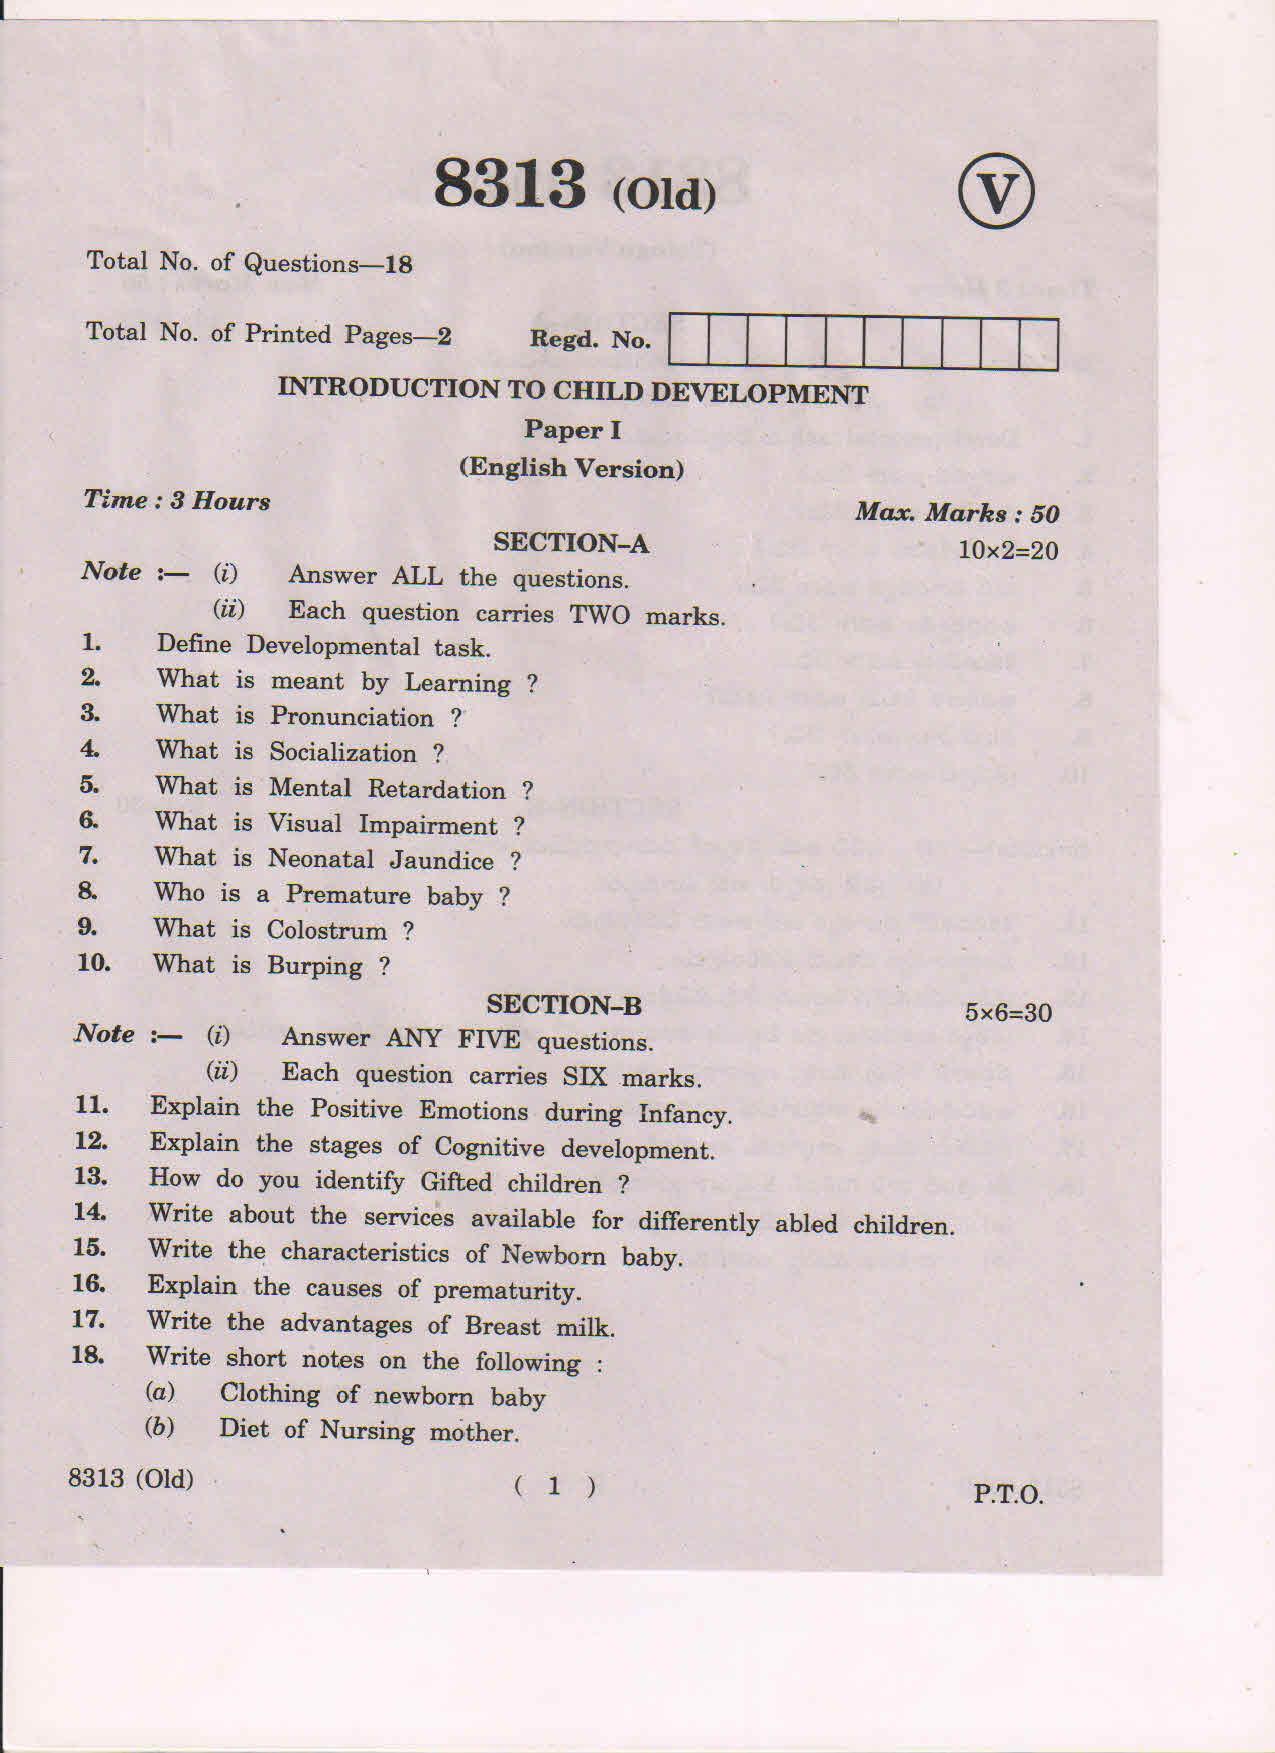 8313 (Old)
V
Total No. of Questions—18
Total No. of Printed Pages—2
Regd. No.
INTRODUCTION TO CHILD DEVELOPMENT
Paper I
(English Version)
Time : 3 Hours
Max. Marks : 50
SECTION–A
10×2=20
Note :— (i) Answer ALL the questions.
(ii) Each question carries TWO marks.
1. Define Developmental task.
2. What is meant by Learning ?
3. What is Pronunciation ?
4. What is Socialization ?
5. What is Mental Retardation ?
6. What is Visual Impairment ?
7. What is Neonatal Jaundice ?
8. Who is a Premature baby ?
9. What is Colostrum ?
10. What is Burping ?
SECTION–B
5×6=30
Note :— (i) Answer ANY FIVE questions.
(ii) Each question carries SIX marks.
11. Explain the Positive Emotions during Infancy.
12. Explain the stages of Cognitive development.
13. How do you identify Gifted children ?
14. Write about the services available for differently abled children.
15. Write the characteristics of Newborn baby.
16. Explain the causes of prematurity.
17. Write the advantages of Breast milk.
18. Write short notes on the following :
(a) Clothing of newborn baby
(b) Diet of Nursing mother.
8313 (Old)
( 1 )
P.T.O.